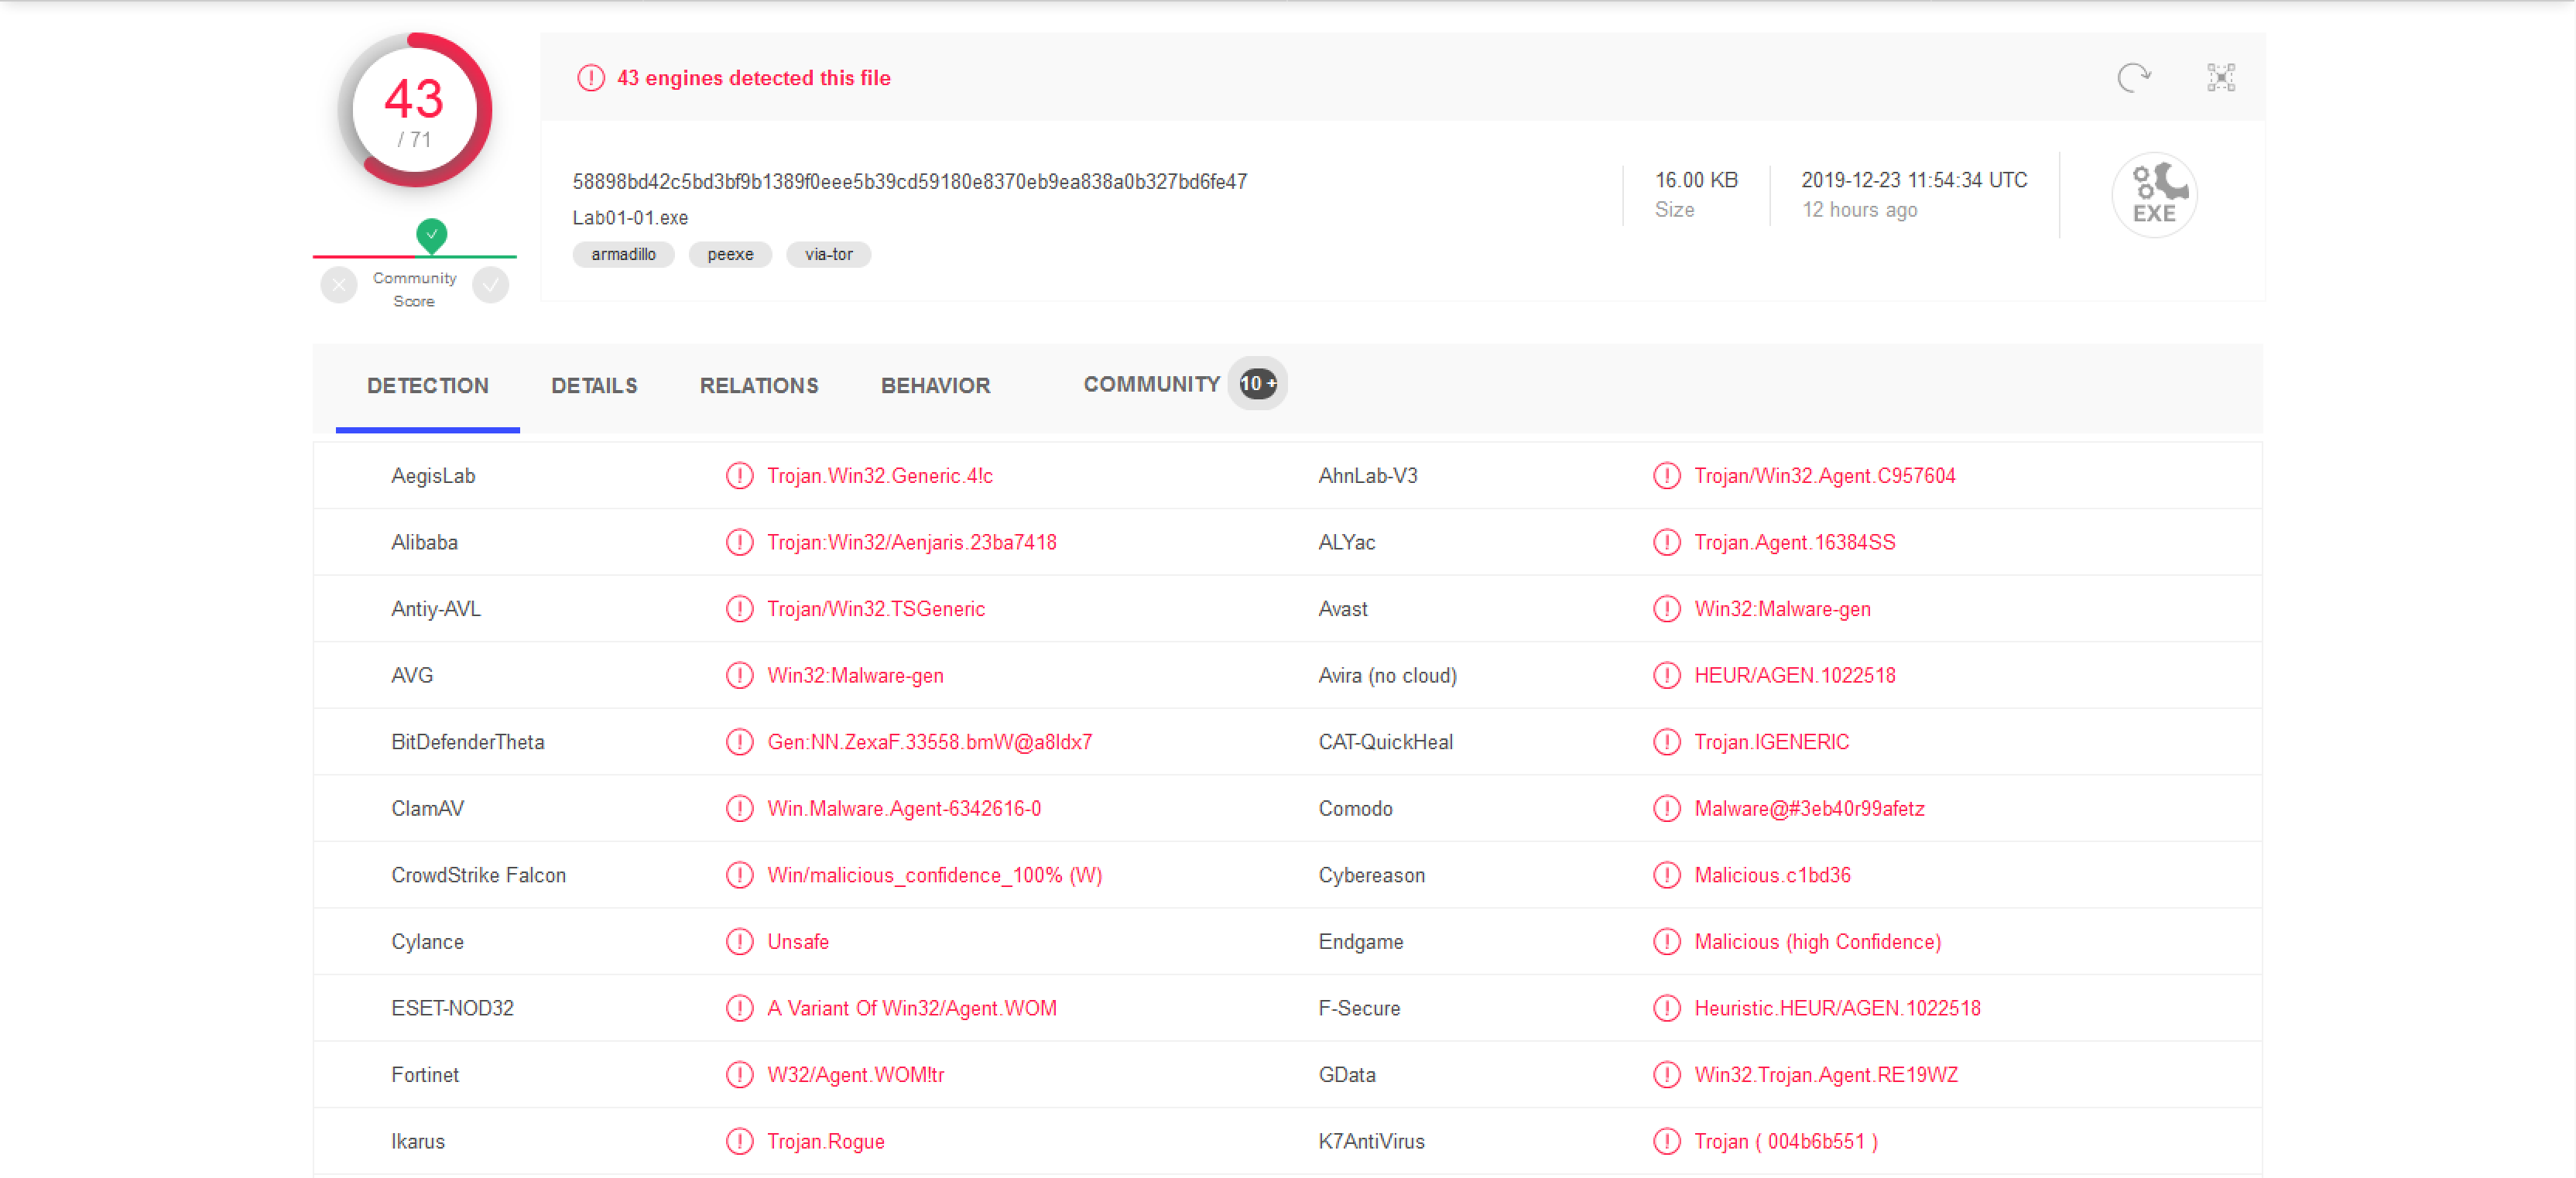 43
/ 71
43 engines detected this file
58898bd42c5bd3bf9b1389f0eee5b39cd59180e8370eb9ea838a0b327bd6fe47
Lab01-01.exe
armadillo peexe via-tor
16.00 KB
Size
2019-12-23 11:54:34 UTC
12 hours ago
EXE
Community
Score
DETECTION DETAILS RELATIONS BEHAVIOR COMMUNITY 10 +
AegisLab Trojan.Win32.Generic.4!c AhnLab-V3 Trojan/Win32.Agent.C957604
Alibaba Trojan:Win32/Aenjaris.23ba7418 ALYac Trojan.Agent.16384SS
Antiy-AVL Trojan/Win32.TSGeneric Avast Win32:Malware-gen
AVG Win32:Malware-gen Avira (no cloud) HEUR/AGEN.1022518
BitDefenderTheta Gen:NN.ZexaF.33558.bmW@a8ldx7 CAT-QuickHeal Trojan.IGENERIC
ClamAV Win.Malware.Agent-6342616-0 Comodo Malware@#3eb40r99afetz
CrowdStrike Falcon Win/malicious_confidence_100% (W) Cybereason Malicious.c1bd36
Cylance Unsafe Endgame Malicious (high Confidence)
ESET-NOD32 A Variant Of Win32/Agent.WOM F-Secure Heuristic.HEUR/AGEN.1022518
Fortinet W32/Agent.WOM!tr GData Win32.Trojan.Agent.RE19WZ
Ikarus Trojan.Rogue K7AntiVirus Trojan ( 004b6b551 )